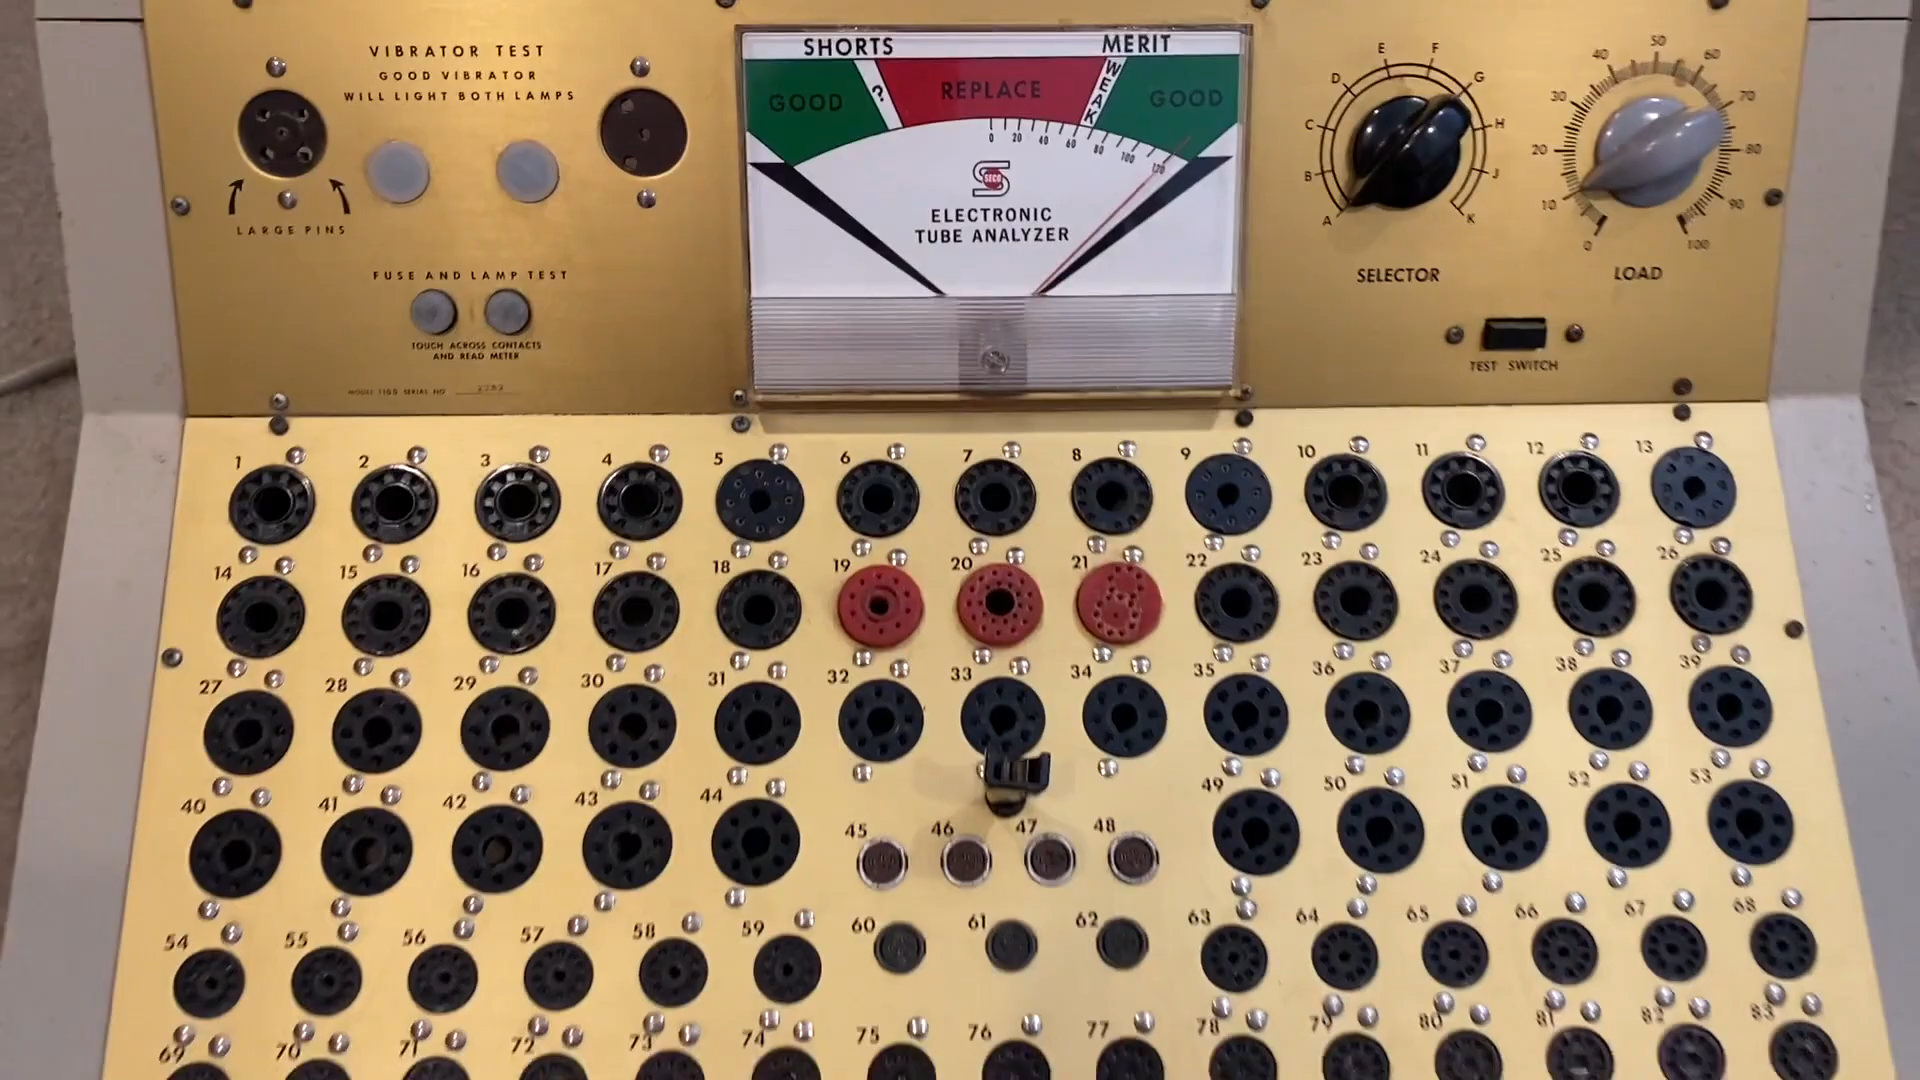 VIBRATOR TEST
GOOD VIBRATOR
WILL LIGHT BOTH LAMPS
LARGE PINS
FUSE AND LAMP TEST
TOUCH ACROSS CONTACTS
AND READ METER
MODEL 1100 SERIAL NO
SHORTS MERIT
GOOD ? REPLACE WEAK GOOD
0 20 40 60 80 100 120
SECO
ELECTRONIC
TUBE ANALYZER
A B C D E F G H J K
SELECTOR
0 10 20 30 40 50 60 70 80 90 100
LOAD
TEST SWITCH
1 2 3 4 5 6 7 8 9 10 11 12 13
14 15 16 17 18 19 20 21 22 23 24 25 26
27 28 29 30 31 32 33 34 35 36 37 38 39
40 41 42 43 44 45 46 47 48 49 50 51 52 53
54 55 56 57 58 59 60 61 62 63 64 65 66 67 68
69 70 71 72 73 74 75 76 77 78 79 80 81 82 83